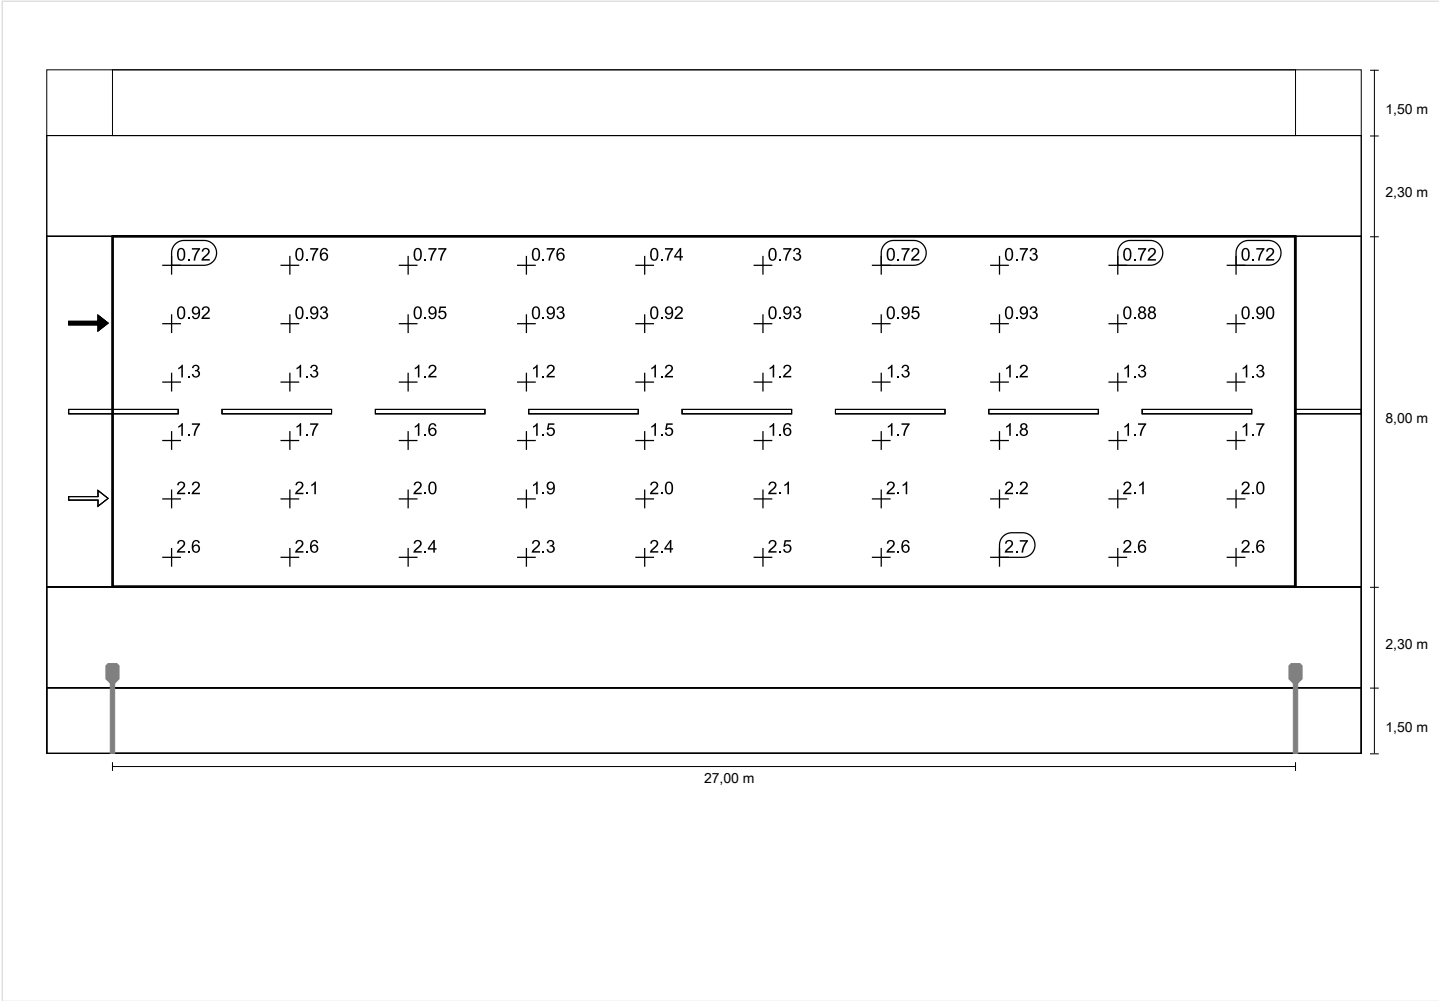 1,50 m
2,30 m
0.72 0.76 0.77 0.76 0.74 0.73 0.72 0.73 0.72 0.72
0.92 0.93 0.95 0.93 0.92 0.93 0.95 0.93 0.88 0.90
1.3 1.3 1.2 1.2 1.2 1.2 1.3 1.2 1.3 1.3
8,00 m
1.7 1.7 1.6 1.5 1.5 1.6 1.7 1.8 1.7 1.7
2.2 2.1 2.0 1.9 2.0 2.1 2.1 2.2 2.1 2.0
2.6 2.6 2.4 2.3 2.4 2.5 2.6 2.7 2.6 2.6
2,30 m
1,50 m
27,00 m